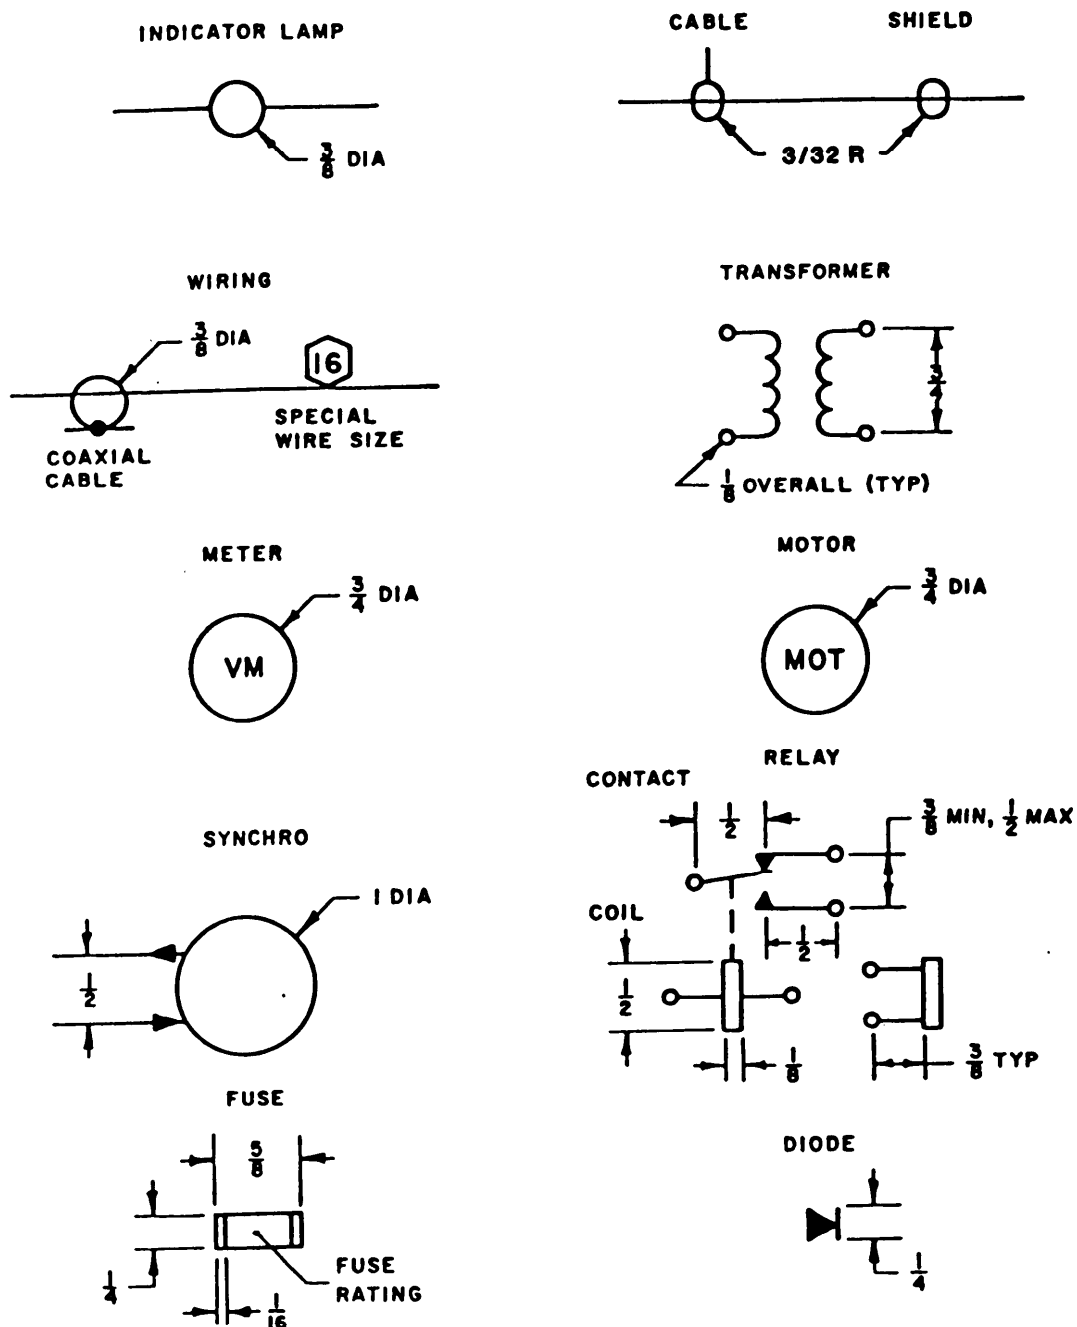 INDICATOR LAMP
3/8 DIA
CABLE
SHIELD
3/32 R
WIRING
3/8 DIA
16
SPECIAL
WIRE SIZE
COAXIAL
CABLE
TRANSFORMER
3/4
1/8 OVERALL (TYP)
METER
3/4 DIA
VM
MOTOR
3/4 DIA
MOT
SYNCHRO
1 DIA
1/2
RELAY
CONTACT
1/2
3/8 MIN, 1/2 MAX
COIL
1/2
1/2
1/8
3/8 TYP
FUSE
5/8
1/4
1/16
FUSE
RATING
DIODE
1/4